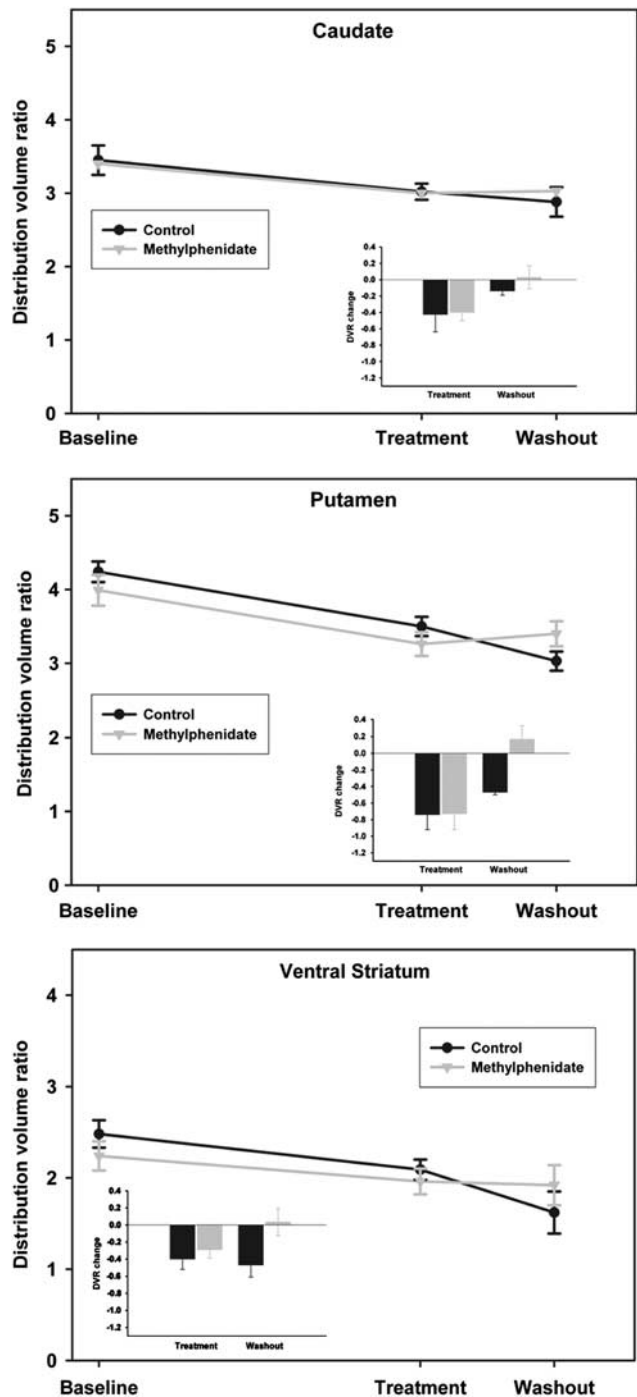 Caudate
5
4
3
2
1
0
Distribution volume ratio
Control
Methylphenidate
0.4
0.2
0.0
-0.2
-0.4
-0.6
-0.8
-1.0
-1.2
DVR change
Treatment Washout
Baseline Treatment Washout
Putamen
5
4
3
2
1
0
Distribution volume ratio
Control
Methylphenidate
0.4
0.2
0.0
-0.2
-0.4
-0.6
-0.8
-1.0
-1.2
DVR change
Treatment Washout
Baseline Treatment Washout
Ventral Striatum
4
3
2
1
0
Distribution volume ratio
Control
Methylphenidate
0.4
0.2
0.0
-0.2
-0.4
-0.6
-0.8
-1.0
-1.2
DVR change
Treatment Washout
Baseline Treatment Washout